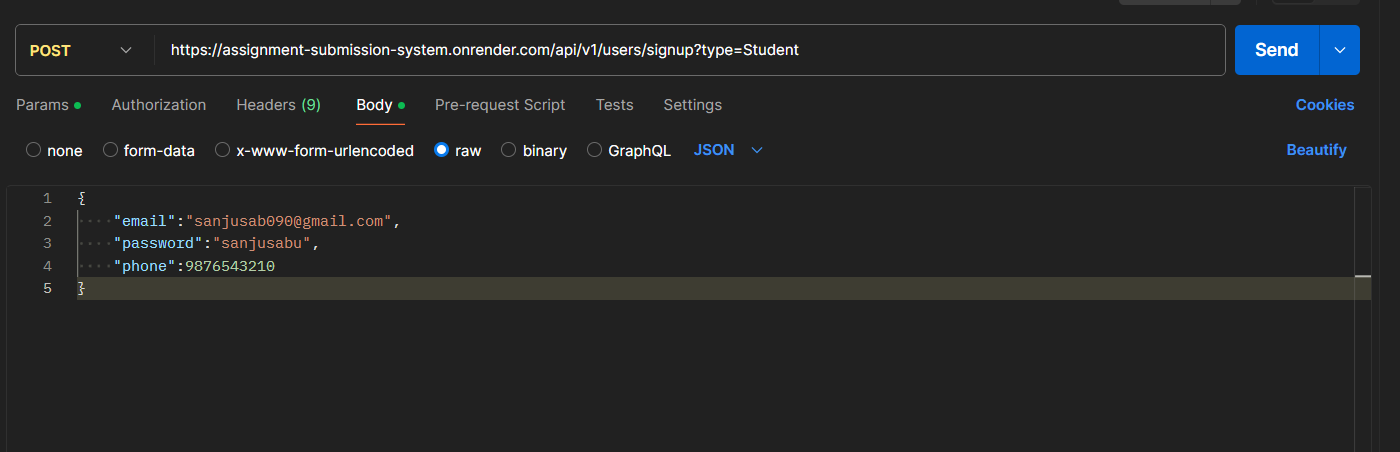 POST https://assignment-submission-system.onrender.com/api/v1/users/signup?type=Student Send
Params Authorization Headers (9) Body Pre-request Script Tests Settings Cookies
none form-data x-www-form-urlencoded raw binary GraphQL JSON Beautify
1 {
2 "email":"sanjusab090@gmail.com",
3 "password":"sanjusabu",
4 "phone":9876543210
5 }